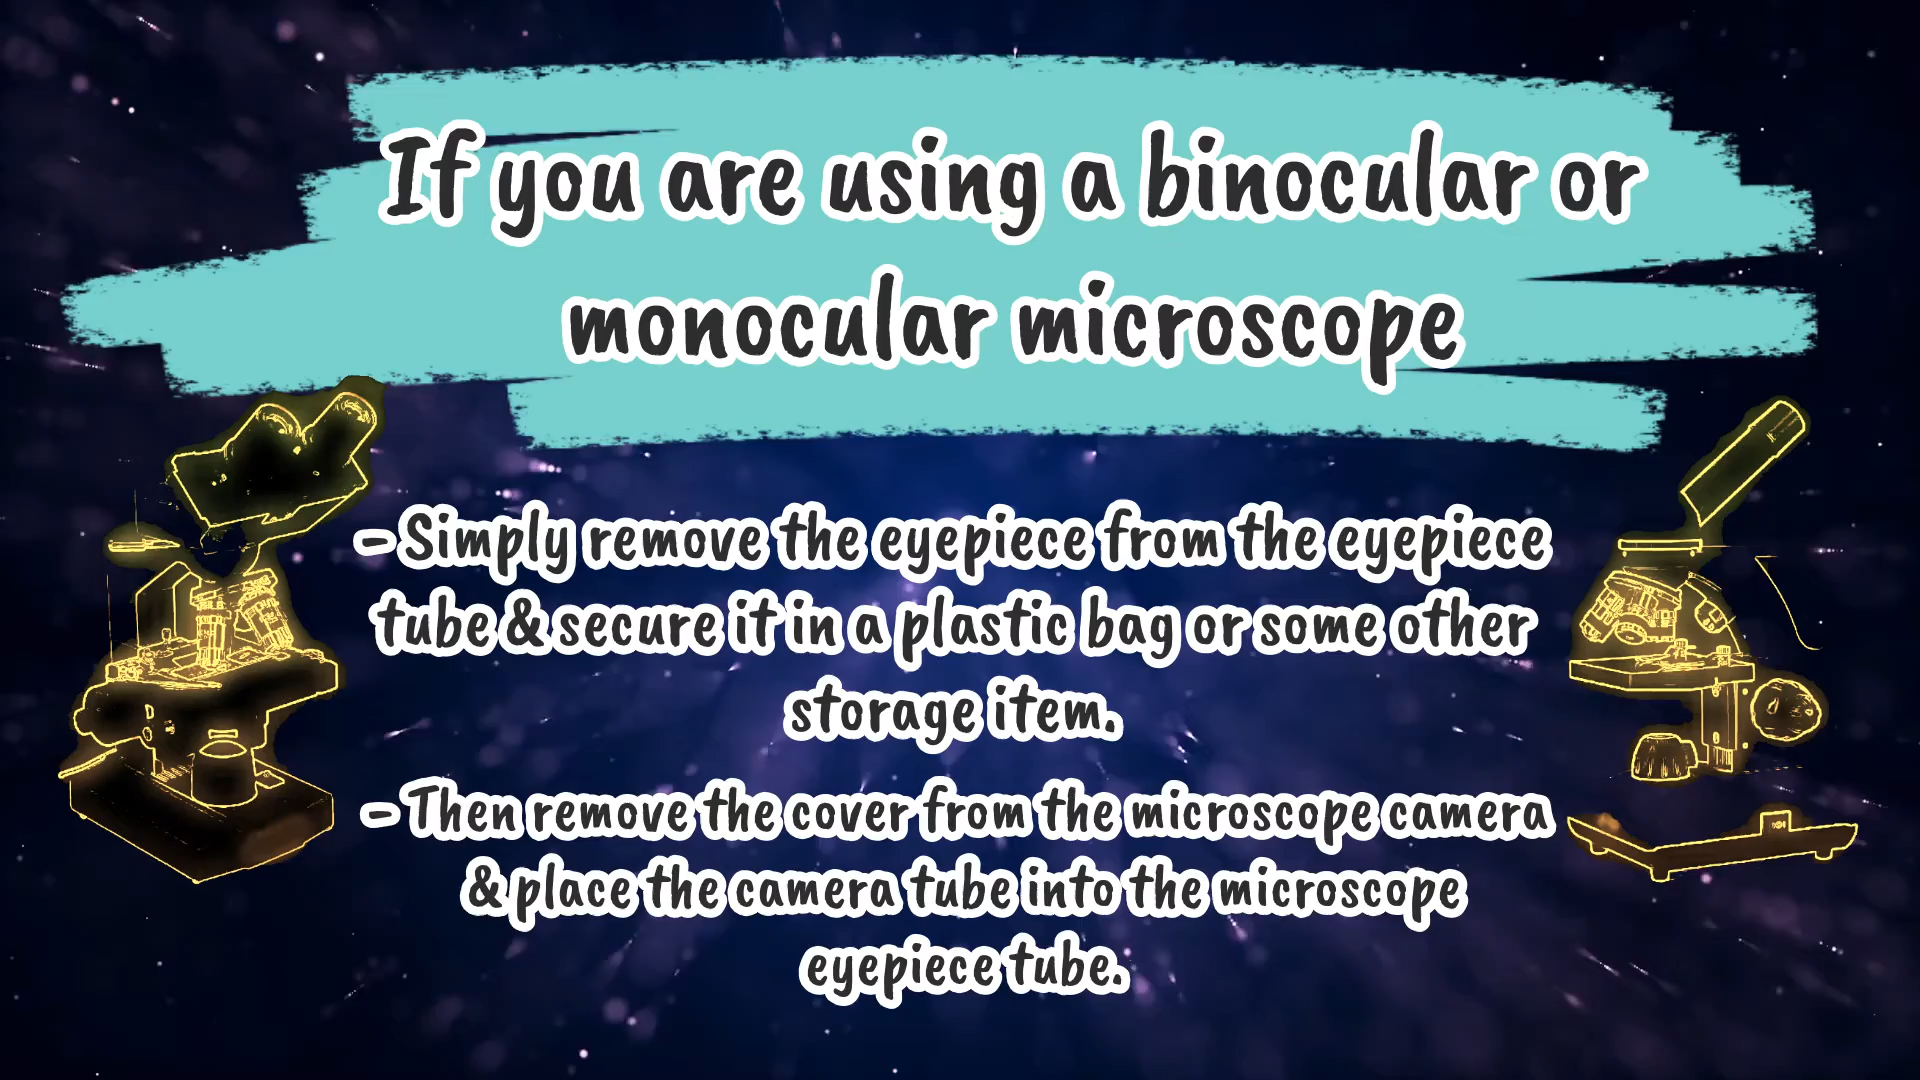 If you are using a binocular or
monocular microscope
- Simply remove the eyepiece from the eyepiece
tube & secure it in a plastic bag or some other
storage item.
- Then remove the cover from the microscope camera
& place the camera tube into the microscope
eyepiece tube.